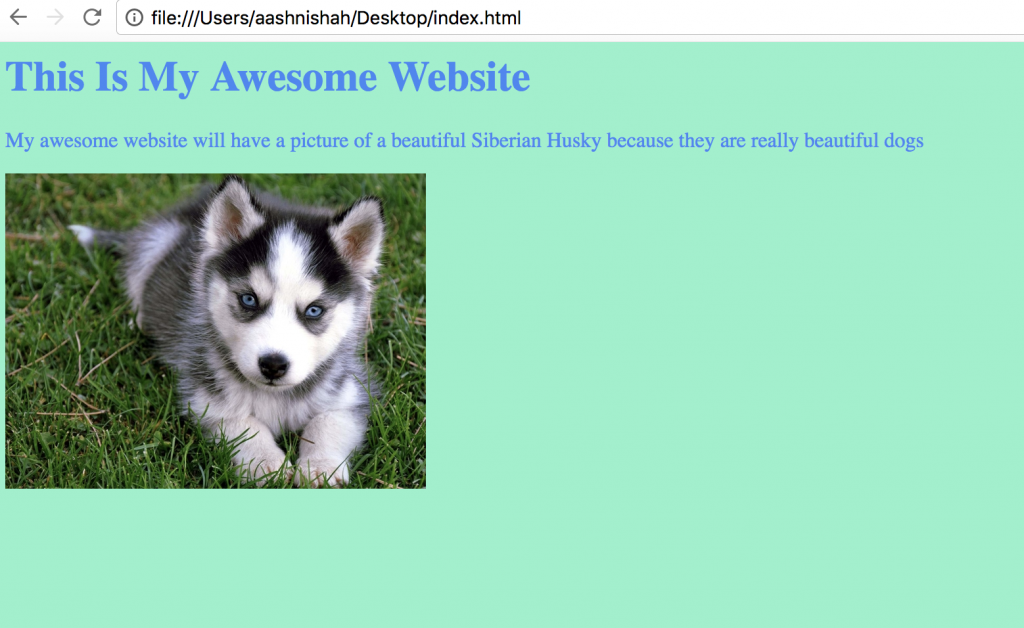 file:///Users/aashnishah/Desktop/index.html
This Is My Awesome Website
My awesome website will have a picture of a beautiful Siberian Husky because they are really beautiful dogs